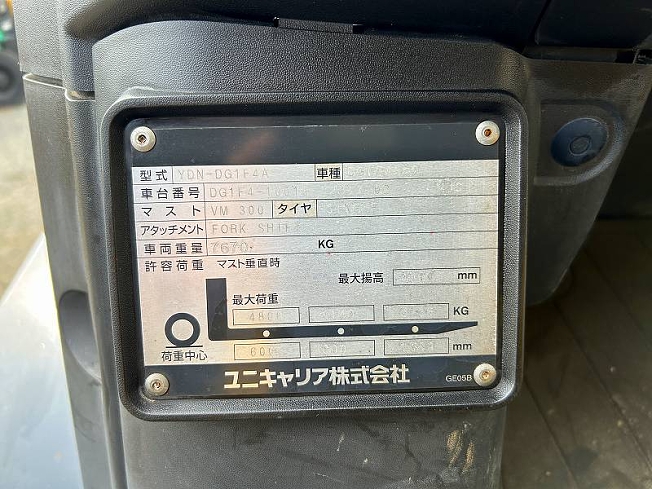 型式 YDN-DG1F4A 車種
車台番号 DG1F4-
マスト VM 300 タイヤ
アタッチメント FORK SHIF
車両重量 7670 KG
許容荷重 マスト垂直時
最大揚高 mm
最大荷重
480 KG
荷重中心 600 mm
ユニキャリア株式会社
GE05B